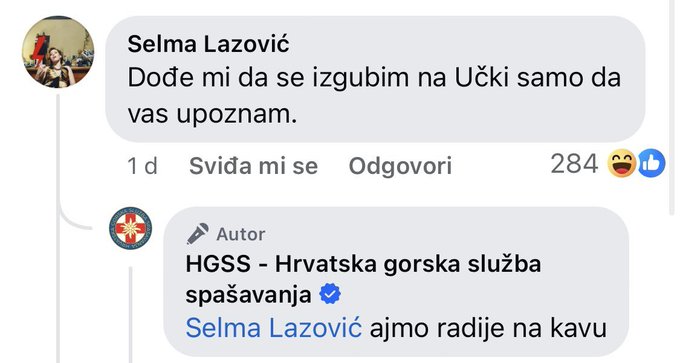 Selma Lazović
Dođe mi da se izgubim na Učki samo da
vas upoznam.
1 d Sviđa mi se Odgovori 284
Autor
HGSS - Hrvatska gorska služba
spašavanja
Selma Lazović ajmo radije na kavu